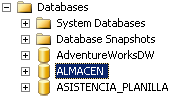 Databases
System Databases
Database Snapshots
AdventureWorksDW
ALMACEN
ASISTENCIA_PLANILLA